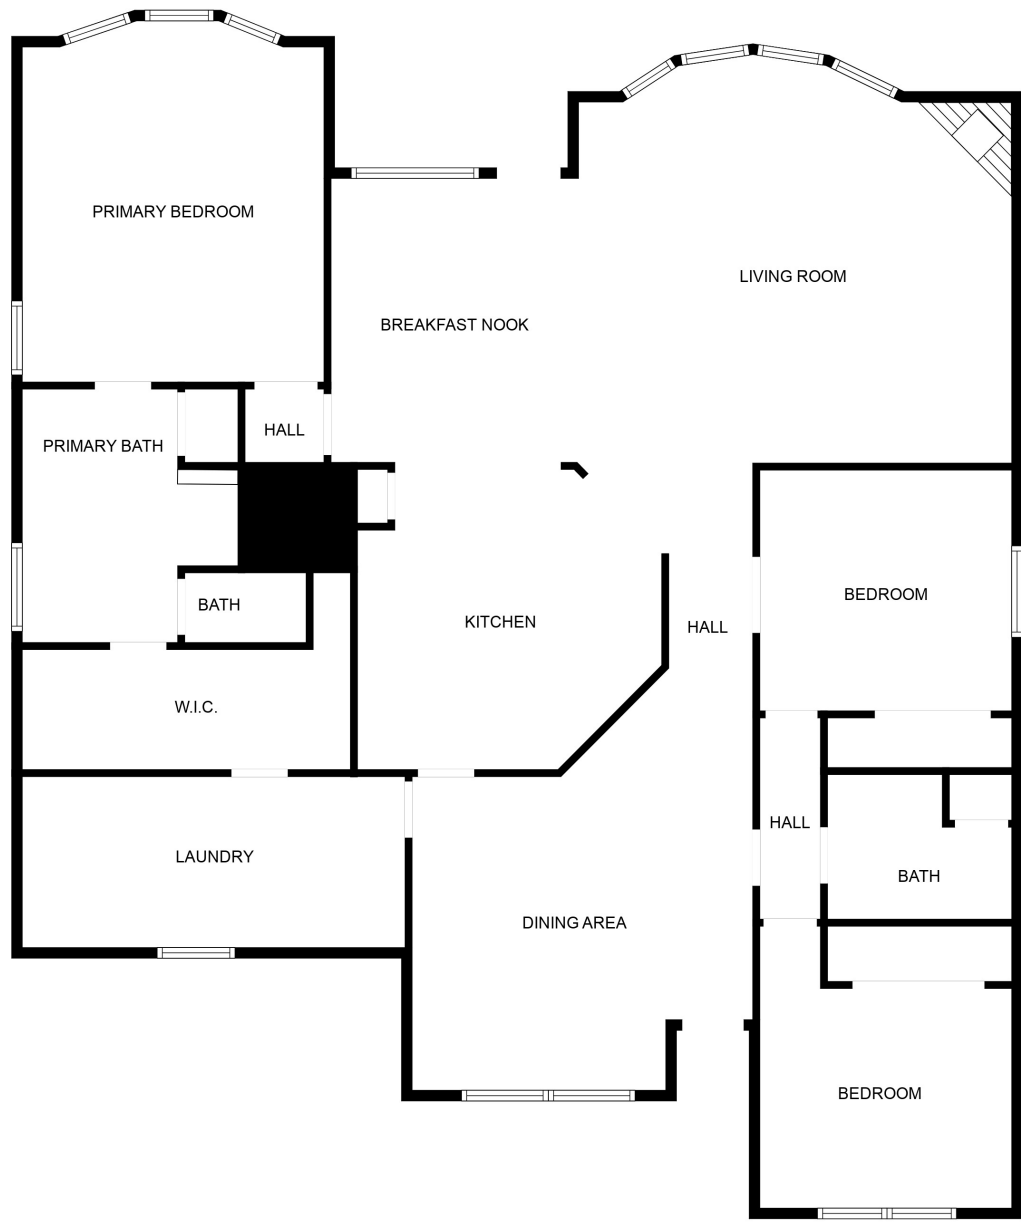 PRIMARY BEDROOM
LIVING ROOM
BREAKFAST NOOK
HALL
PRIMARY BATH
BEDROOM
BATH
KITCHEN
HALL
W.I.C.
HALL
LAUNDRY
BATH
DINING AREA
BEDROOM